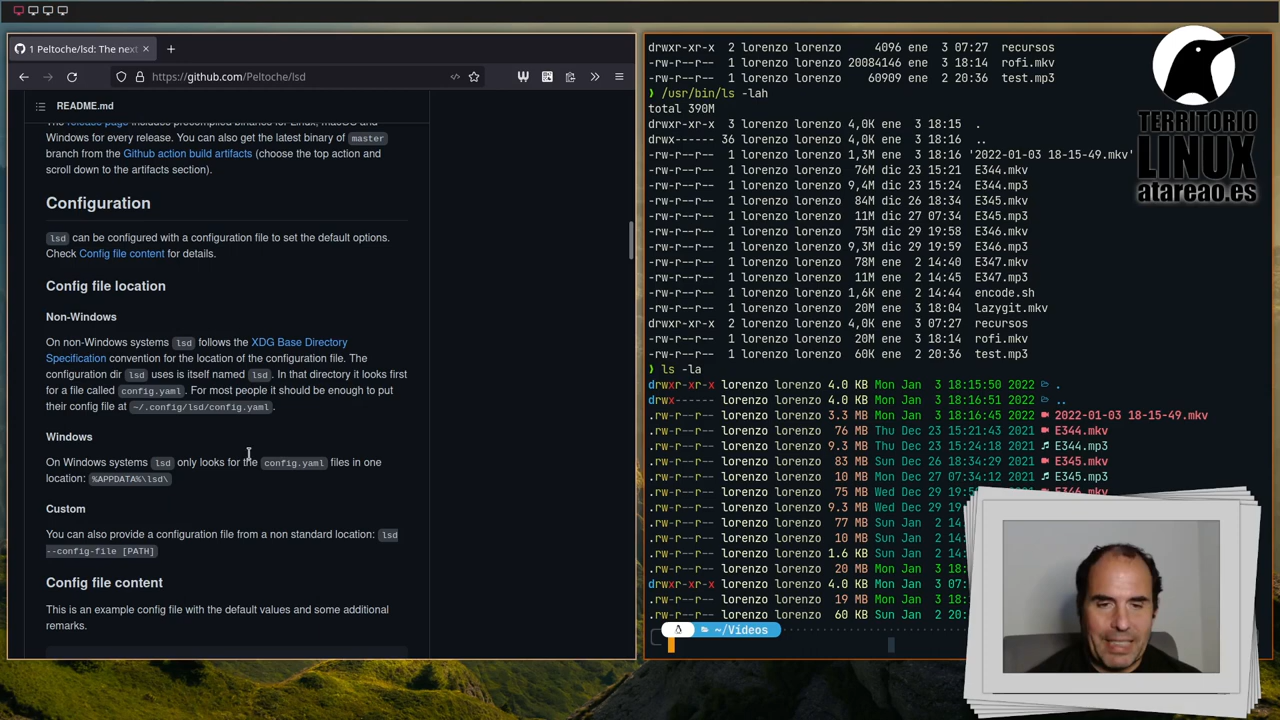 1 Peltoche/lsd: The next
https://github.com/Peltoche/lsd
README.md
The release page includes precompiled binaries for Linux, macOS and
Windows for every release. You can also get the latest binary of master
branch from the Github action build artifacts (choose the top action and
scroll down to the artifacts section).
Configuration
lsd can be configured with a configuration file to set the default options.
Check Config file content for details.
Config file location
Non-Windows
On non-Windows systems lsd follows the XDG Base Directory
Specification convention for the location of the configuration file. The
configuration dir lsd uses is itself named lsd. In that directory it looks first
for a file called config.yaml. For most people it should be enough to put
their config file at ~/.config/lsd/config.yaml.
Windows
On Windows systems lsd only looks for the config.yaml files in one
location: %APPDATA%\lsd\
Custom
You can also provide a configuration file from a non standard location: lsd
--config-file [PATH]
Config file content
This is an example config file with the default values and some additional
remarks.
drwxr-xr-x 2 lorenzo lorenzo 4096 ene 3 07:27 recursos
-rw-r--r-- 1 lorenzo lorenzo 20084146 ene 3 18:14 rofi.mkv
-rw-r--r-- 1 lorenzo lorenzo 60909 ene 2 20:36 test.mp3
❯ /usr/bin/ls -lah
total 390M
drwxr-xr-x 3 lorenzo lorenzo 4,0K ene 3 18:15 .
drwx------ 36 lorenzo lorenzo 4,0K ene 3 18:16 ..
-rw-r--r-- 1 lorenzo lorenzo 1,3M ene 3 18:16 '2022-01-03 18-15-49.mkv'
-rw-r--r-- 1 lorenzo lorenzo 76M dic 23 15:21 E344.mkv
-rw-r--r-- 1 lorenzo lorenzo 9,4M dic 23 15:24 E344.mp3
-rw-r--r-- 1 lorenzo lorenzo 84M dic 26 18:34 E345.mkv
-rw-r--r-- 1 lorenzo lorenzo 11M dic 27 07:34 E345.mp3
-rw-r--r-- 1 lorenzo lorenzo 75M dic 29 19:58 E346.mkv
-rw-r--r-- 1 lorenzo lorenzo 9,3M dic 29 19:59 E346.mp3
-rw-r--r-- 1 lorenzo lorenzo 78M ene 2 14:40 E347.mkv
-rw-r--r-- 1 lorenzo lorenzo 11M ene 2 14:45 E347.mp3
-rw-r--r-- 1 lorenzo lorenzo 1,6K ene 2 14:44 encode.sh
-rw-r--r-- 1 lorenzo lorenzo 20M ene 3 18:04 lazygit.mkv
drwxr-xr-x 2 lorenzo lorenzo 4,0K ene 3 07:27 recursos
-rw-r--r-- 1 lorenzo lorenzo 20M ene 3 18:14 rofi.mkv
-rw-r--r-- 1 lorenzo lorenzo 60K ene 2 20:36 test.mp3
❯ ls -la
drwxr-xr-x lorenzo lorenzo 4.0 KB Mon Jan 3 18:15:50 2022 .
drwx------ lorenzo lorenzo 4.0 KB Mon Jan 3 18:16:51 2022 ..
.rw-r--r-- lorenzo lorenzo 3.3 MB Mon Jan 3 18:16:45 2022 2022-01-03 18-15-49.mkv
.rw-r--r-- lorenzo lorenzo 76 MB Thu Dec 23 15:21:43 2021 E344.mkv
.rw-r--r-- lorenzo lorenzo 9.3 MB Thu Dec 23 15:24:18 2021 E344.mp3
.rw-r--r-- lorenzo lorenzo 83 MB Sun Dec 26 18:34:29 2021 E345.mkv
.rw-r--r-- lorenzo lorenzo 10 MB Mon Dec 27 07:34:12 2021 E345.mp3
.rw-r--r-- lorenzo lorenzo 75 MB Wed Dec 29 19:5 E346.mkv
.rw-r--r-- lorenzo lorenzo 9.3 MB Wed Dec 29 19:5
.rw-r--r-- lorenzo lorenzo 77 MB Sun Jan 2 14:
.rw-r--r-- lorenzo lorenzo 10 MB Sun Jan 2 14:
.rw-r--r-- lorenzo lorenzo 1.6 KB Sun Jan 2 14:
.rw-r--r-- lorenzo lorenzo 20 MB Mon Jan 3 18:
drwxr-xr-x lorenzo lorenzo 4.0 KB Mon Jan 3 07:
.rw-r--r-- lorenzo lorenzo 19 MB Mon Jan 3 18:
.rw-r--r-- lorenzo lorenzo 60 KB Sun Jan 2 20:
~/Vídeos
TERRITORIO
LINUX
atareao.es